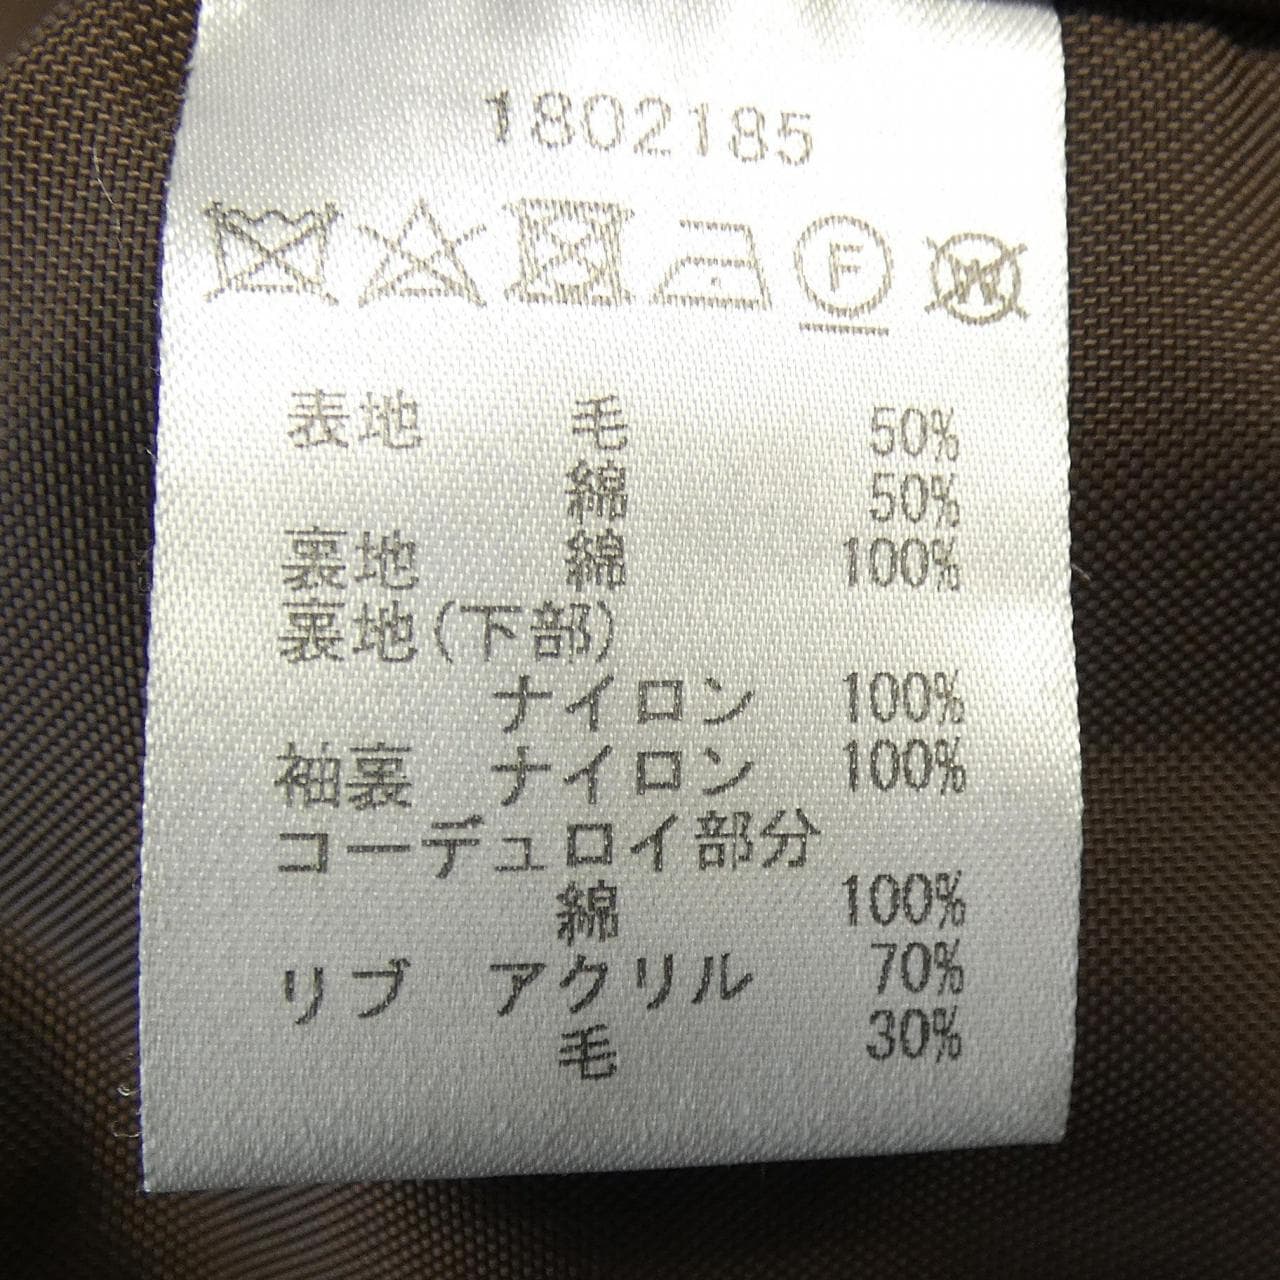 1802185
F W
表地 毛 50%
綿 50%
裏地 綿 100%
裏地(下部)
ナイロン 100%
袖裏 ナイロン 100%
コーデュロイ部分
綿 100%
リブ アクリル 70%
毛 30%